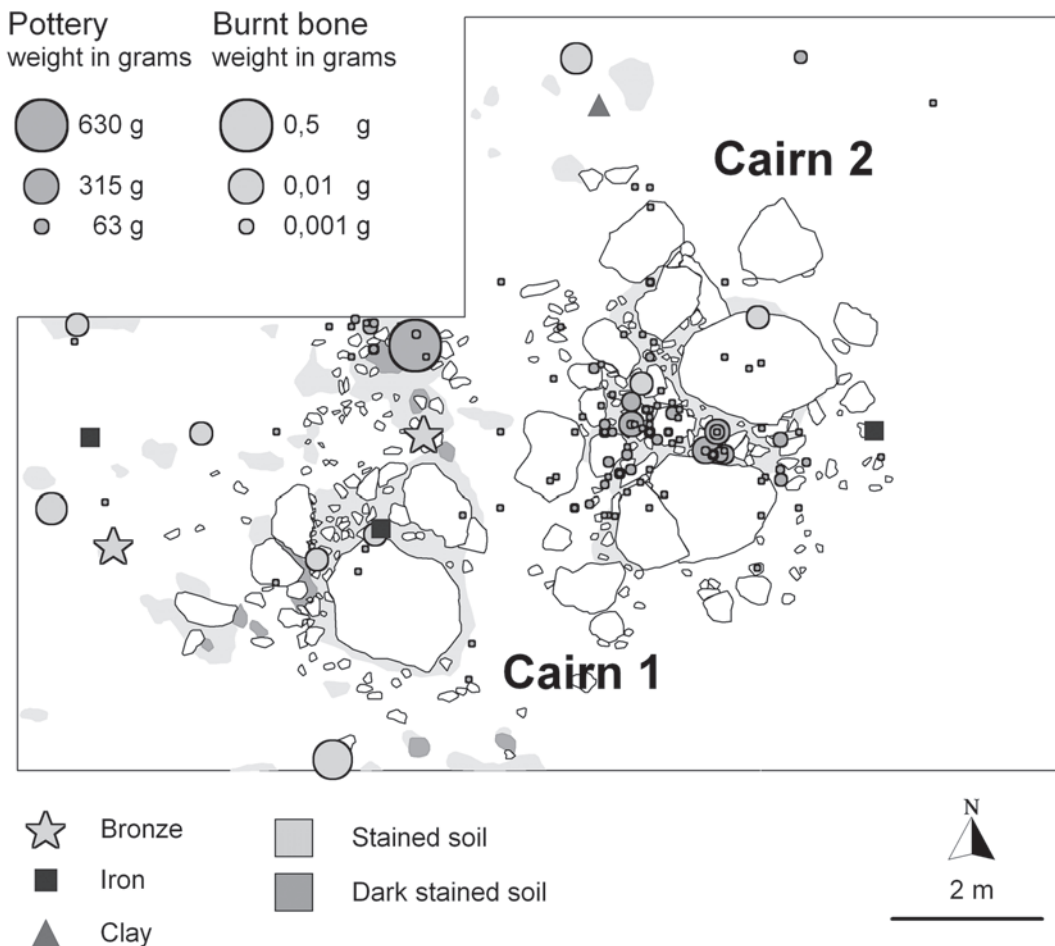 Pottery
weight in grams
630 g
315 g
63 g
Burnt bone
weight in grams
0,5 g
0,01 g
0,001 g
Cairn 2
Cairn 1
Bronze
Iron
Clay
Stained soil
Dark stained soil
N
2 m